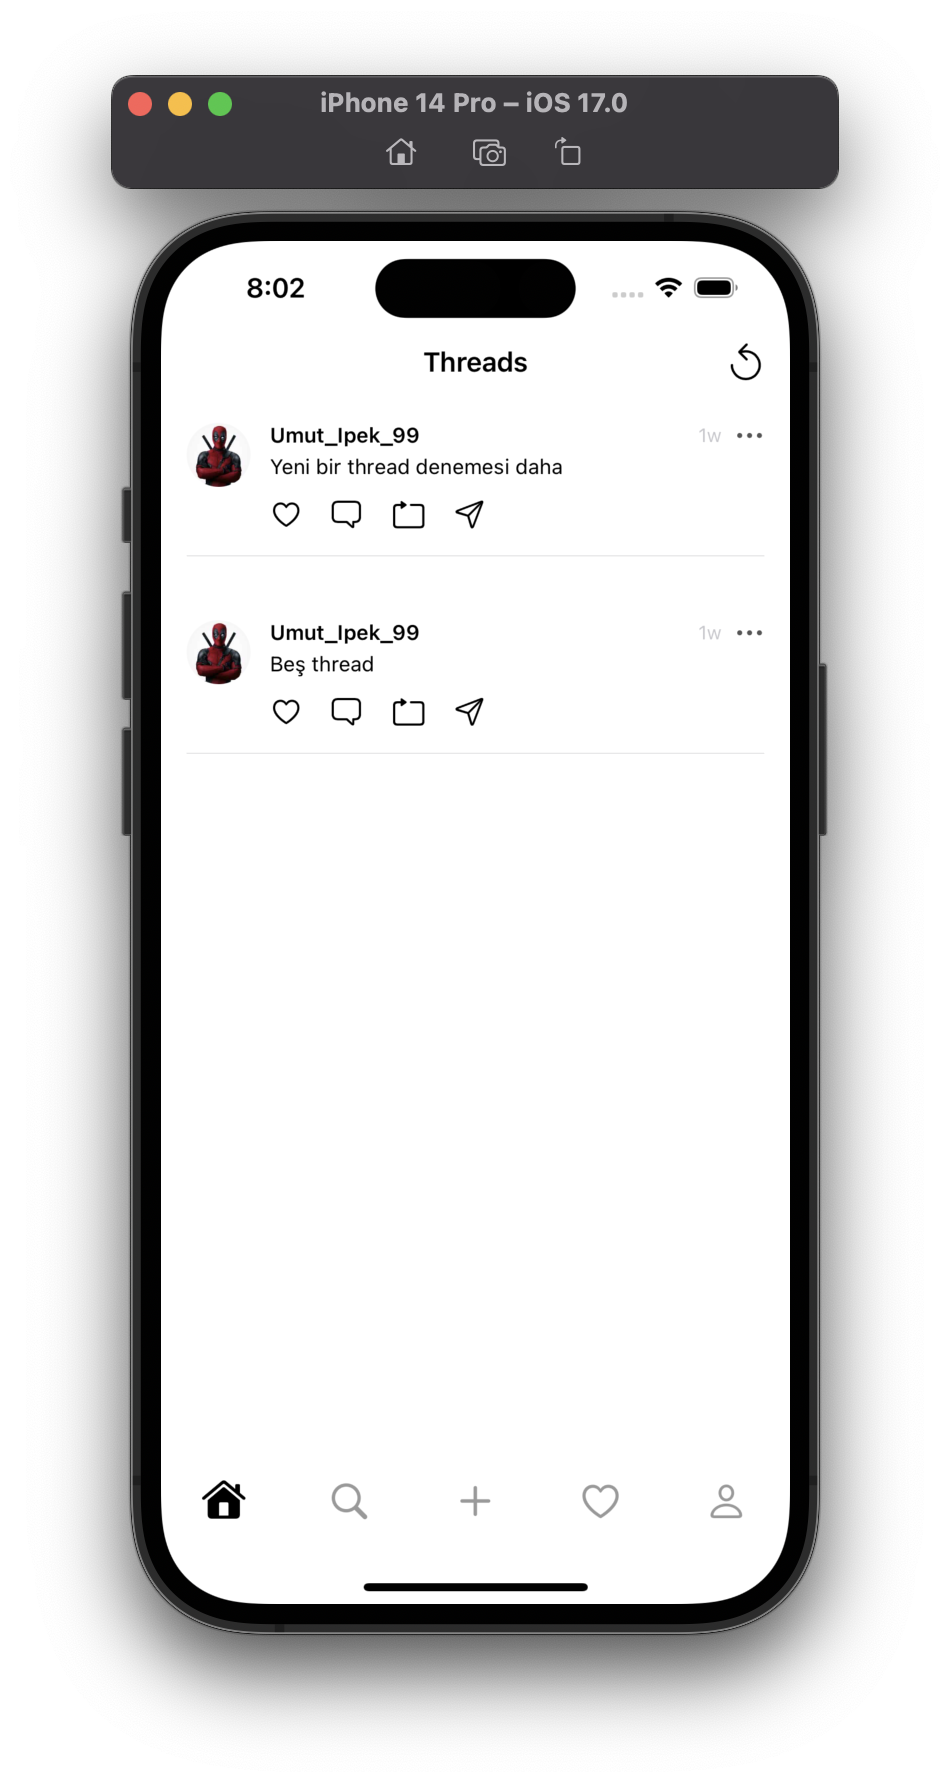 iPhone 14 Pro – iOS 17.0
8:02
Threads
Umut_Ipek_99 1w
Yeni bir thread denemesi daha
Umut_Ipek_99 1w
Beş thread